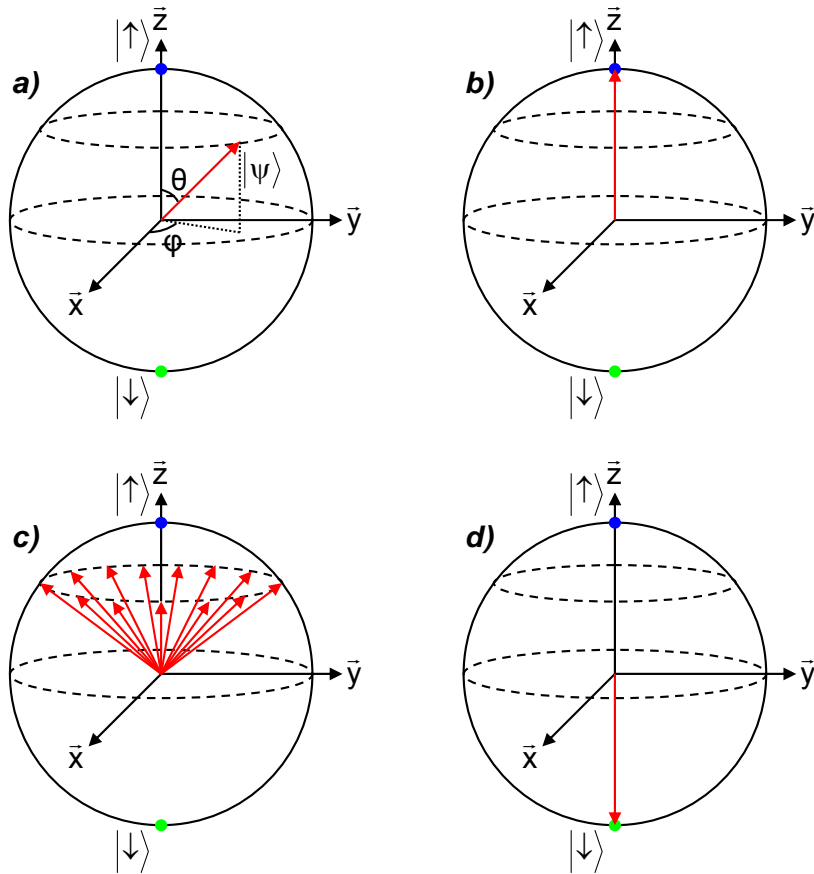 |↑⟩ z⃗
a)
θ
|ψ⟩
y⃗
φ
x⃗
|↓⟩
|↑⟩ z⃗
b)
y⃗
x⃗
|↓⟩
|↑⟩ z⃗
c)
y⃗
x⃗
|↓⟩
|↑⟩ z⃗
d)
y⃗
x⃗
|↓⟩